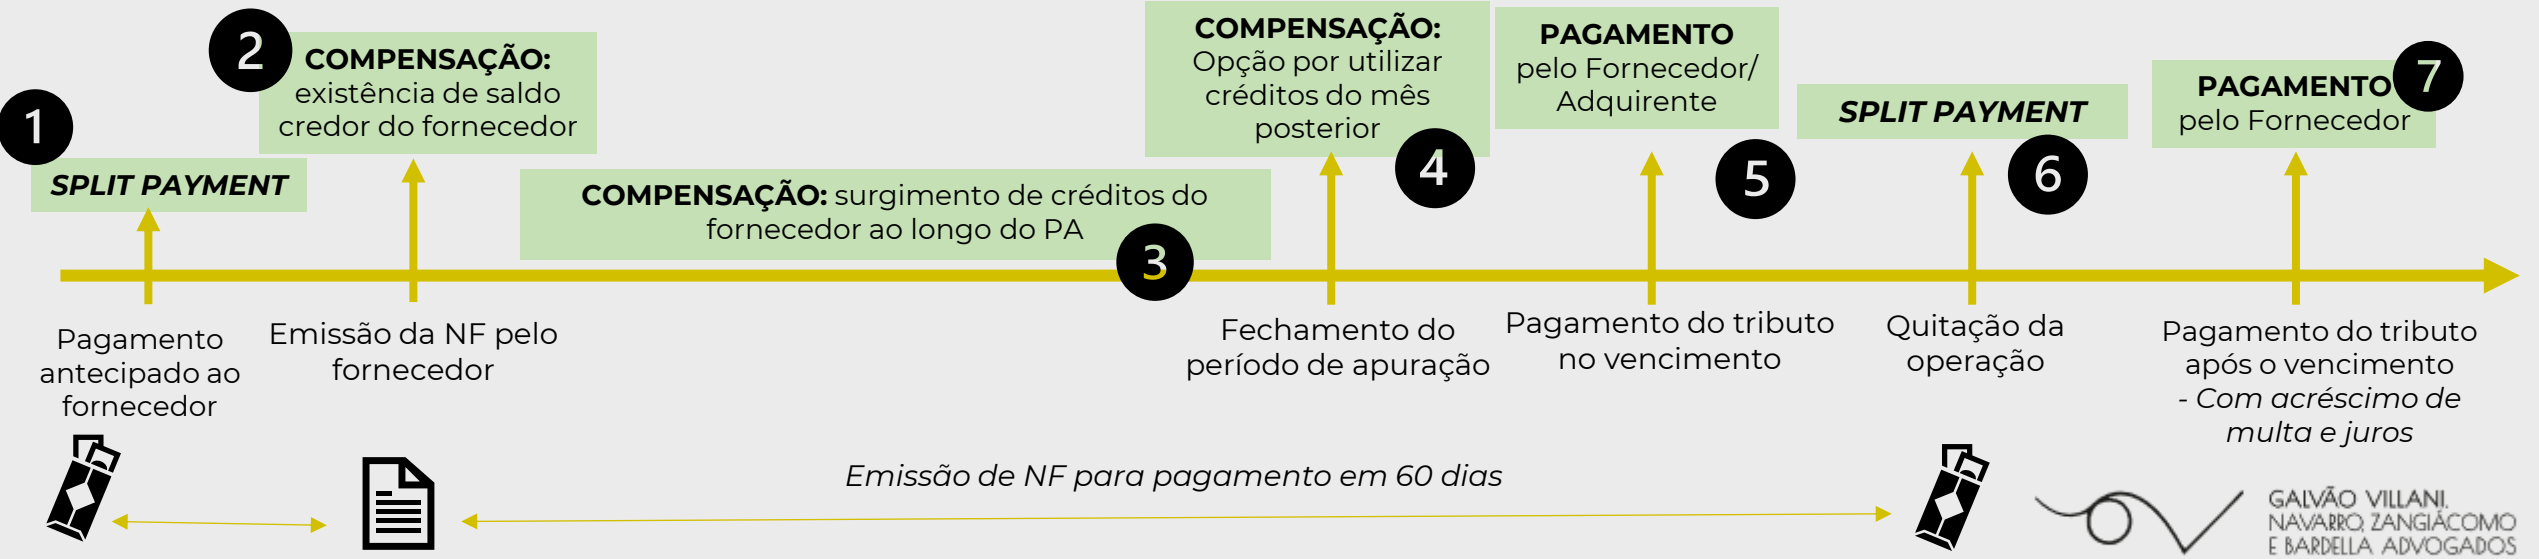 1
SPLIT PAYMENT
2
COMPENSAÇÃO:
existência de saldo
credor do fornecedor
COMPENSAÇÃO: surgimento de créditos do
fornecedor ao longo do PA
3
COMPENSAÇÃO:
Opção por utilizar
créditos do mês
posterior
4
PAGAMENTO
pelo Fornecedor/
Adquirente
5
SPLIT PAYMENT
6
PAGAMENTO
pelo Fornecedor
7
Pagamento
antecipado ao
fornecedor
Emissão da NF pelo
fornecedor
Fechamento do
período de apuração
Pagamento do tributo
no vencimento
Quitação da
operação
Pagamento do tributo
após o vencimento
- Com acréscimo de
multa e juros
Emissão de NF para pagamento em 60 dias
GALVÃO VILLANI,
NAVARRO, ZANGIÁCOMO
E BARDELLA ADVOGADOS